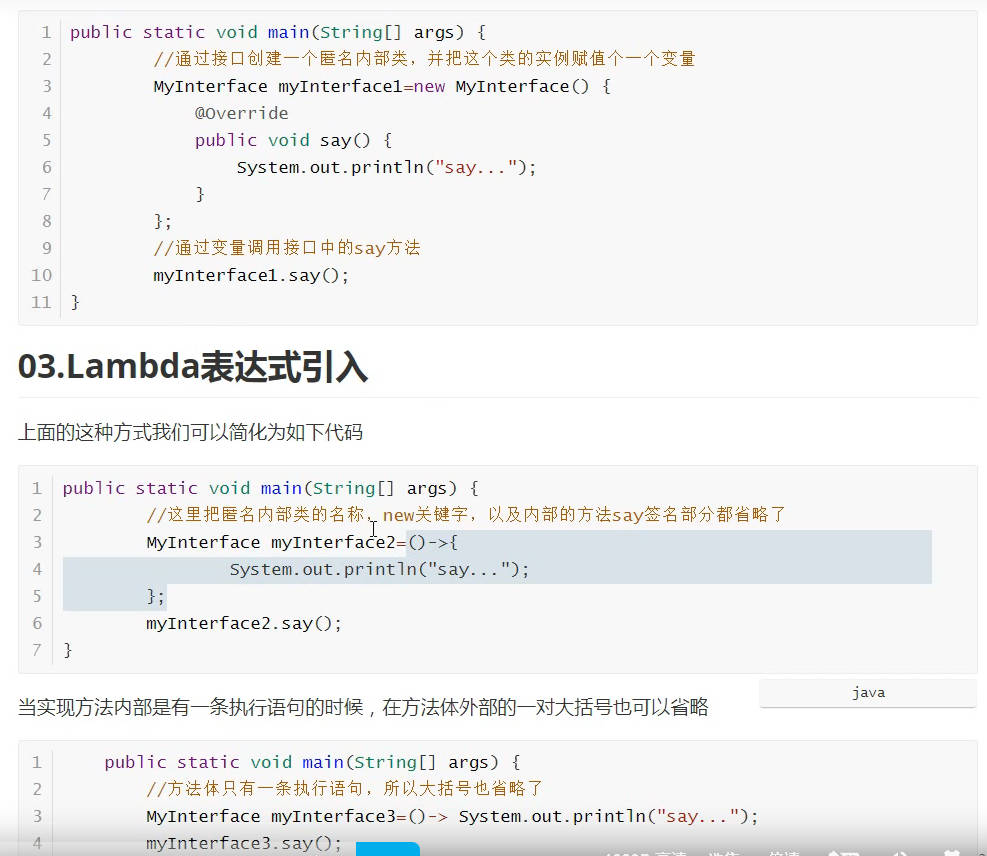 1 public static void main(String[] args) {
2 //通过接口创建一个匿名内部类，并把这个类的实例赋值个一个变量
3 MyInterface myInterface1=new MyInterface() {
4 @Override
5 public void say() {
6 System.out.println("say...");
7 }
8 };
9 //通过变量调用接口中的say方法
10 myInterface1.say();
11 }
03.Lambda表达式引入
上面的这种方式我们可以简化为如下代码
1 public static void main(String[] args) {
2 //这里把匿名内部类的名称，new关键字，以及内部的方法say签名部分都省略了
3 MyInterface myInterface2=()->{
4 System.out.println("say...");
5 };
6 myInterface2.say();
7 }
java
当实现方法内部是有一条执行语句的时候，在方法体外部的一对大括号也可以省略
1 public static void main(String[] args) {
2 //方法体只有一条执行语句，所以大括号也省略了
3 MyInterface myInterface3=()-> System.out.println("say...");
4 myInterface3.say();